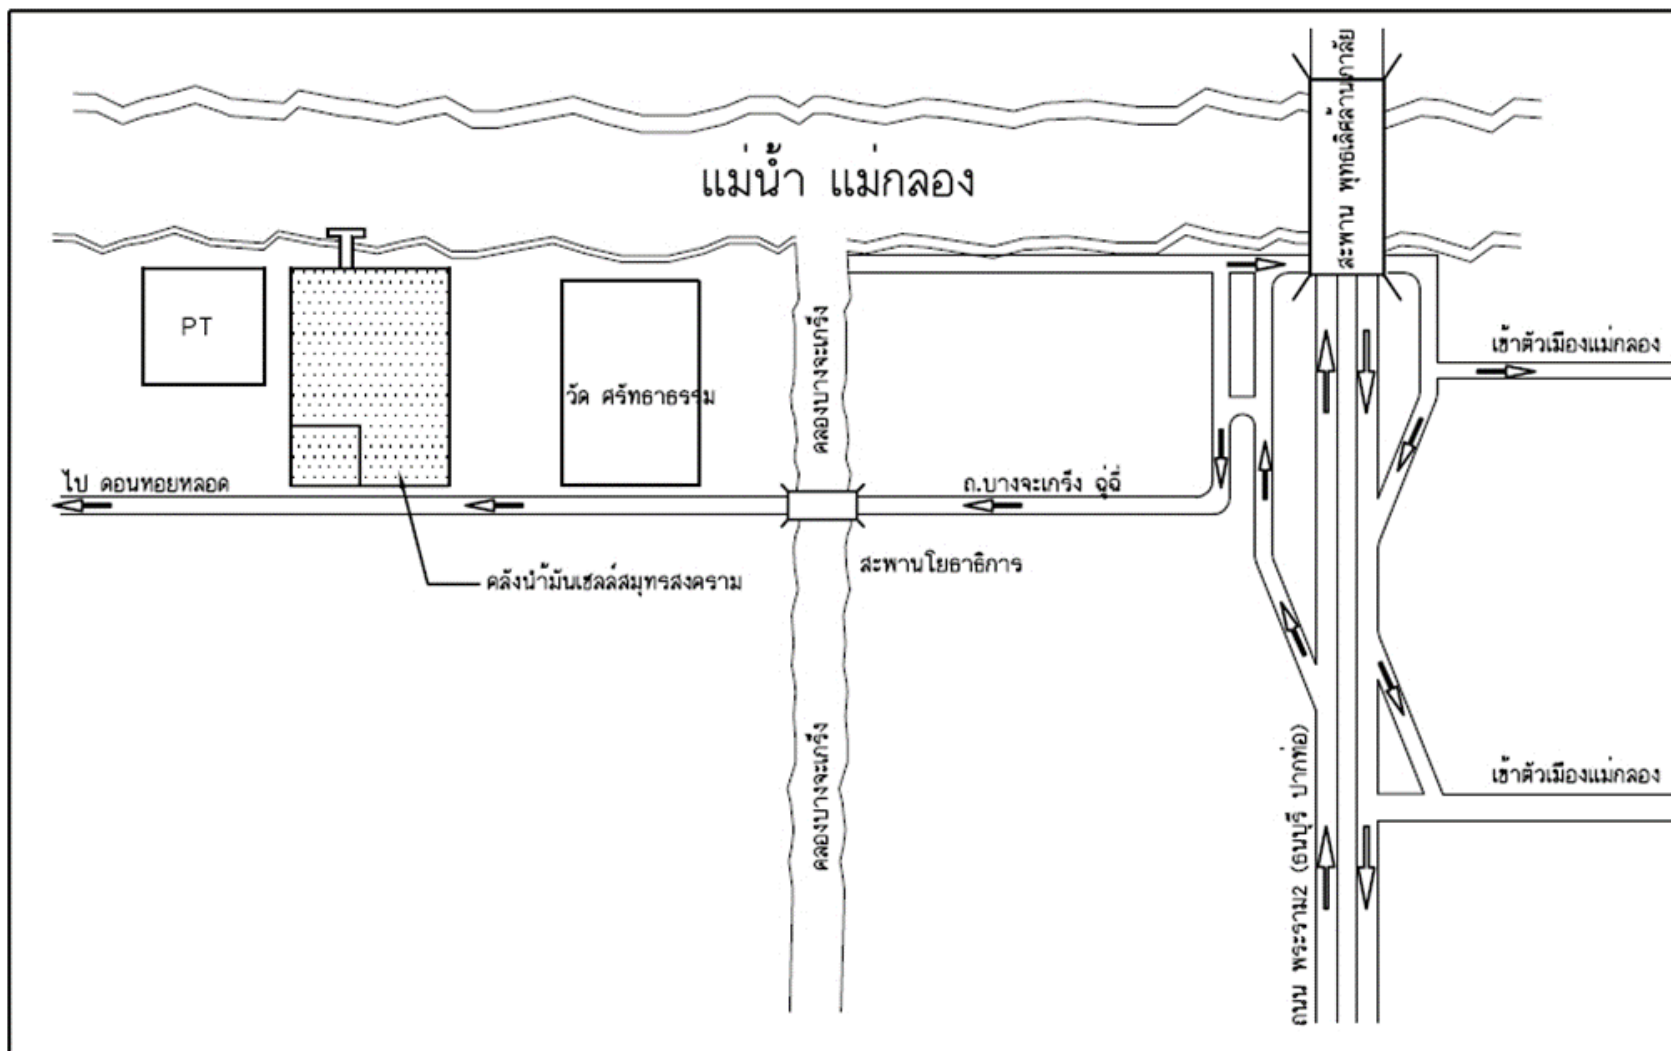 สะพาน พุทธเลิศล้านภาลัย
แม่น้ำ แม่กลอง
PT
วัด ศรัทธาธรรม
คลองบางจะเกร็ง
เข้าตัวเมืองแม่กลอง
ไป ดอนหอยหลอด
ถ.บางจะเกร็ง ฉู่ฉี่
สะพานโยธาธิการ
คลังน้ำมันเชลล์สมุทรสงคราม
คลองบางจะเกร็ง
ถนน พระราม2 (ธนบุรี ปากท่อ)
เข้าตัวเมืองแม่กลอง